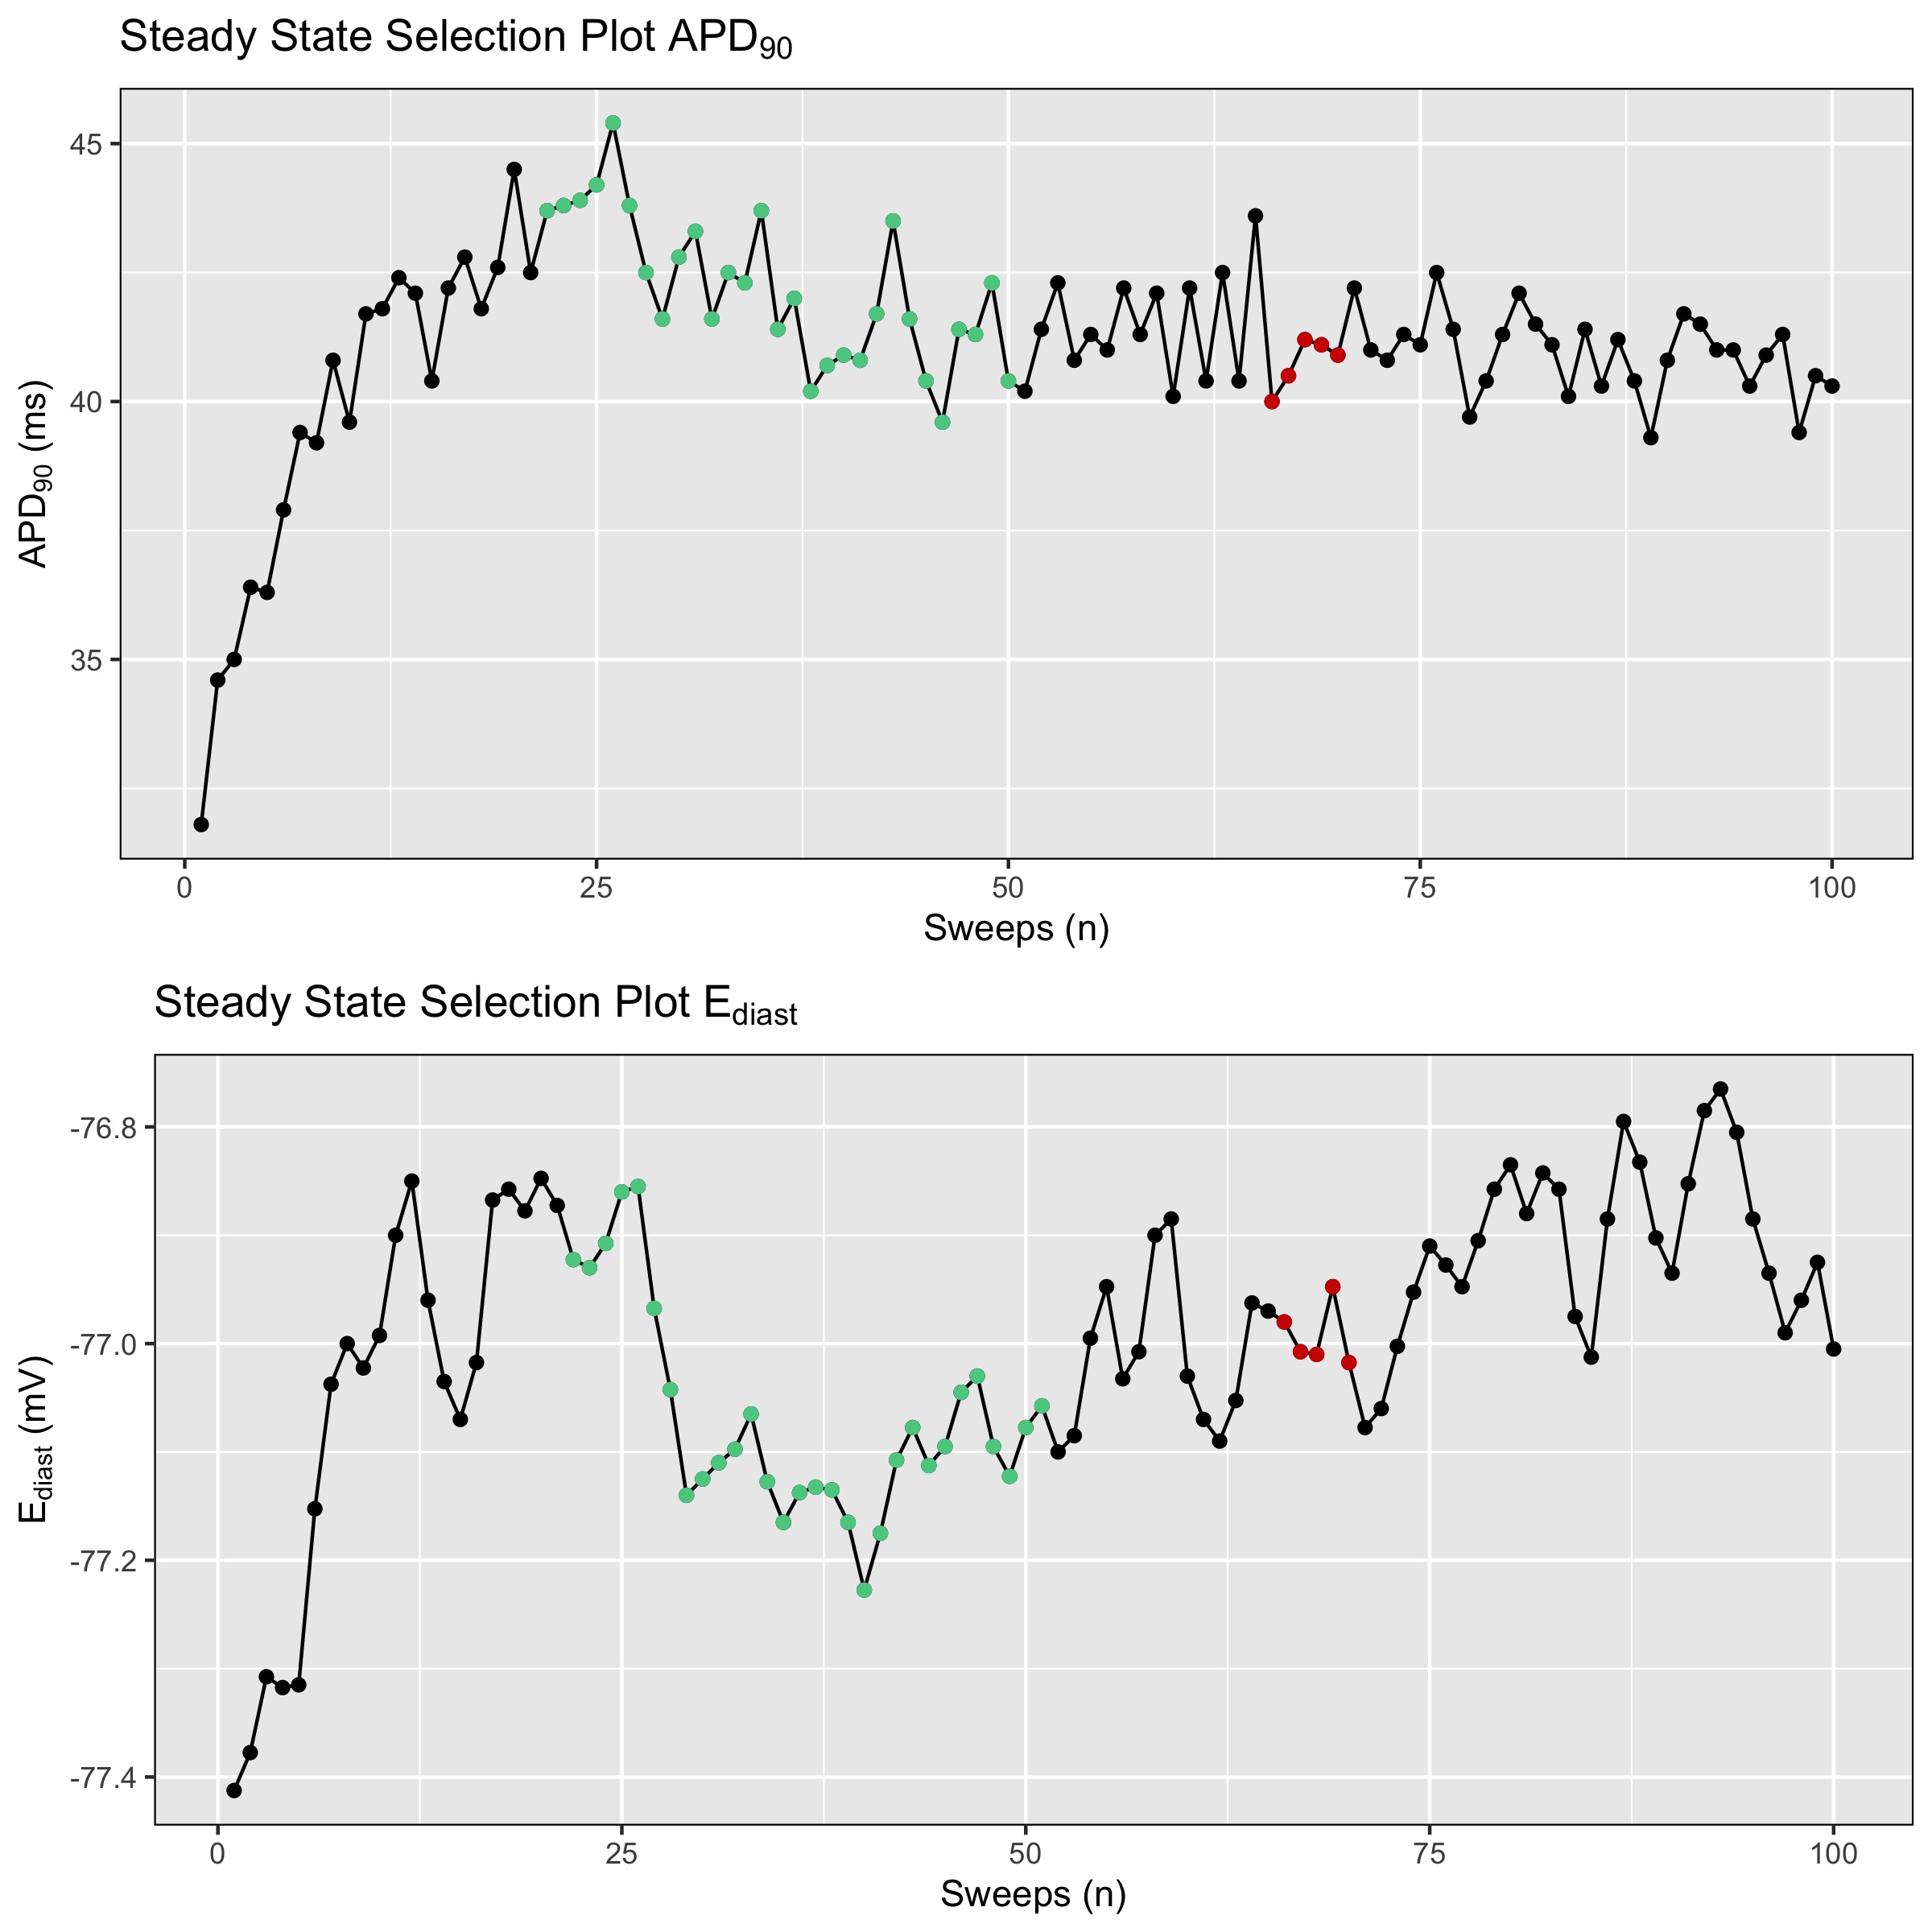 Steady State Selection Plot APD90
45
40
35
APD90 (ms)
0 25 50 75 100
Sweeps (n)
Steady State Selection Plot Ediast
-76.8
-77.0
-77.2
-77.4
Ediast (mV)
0 25 50 75 100
Sweeps (n)